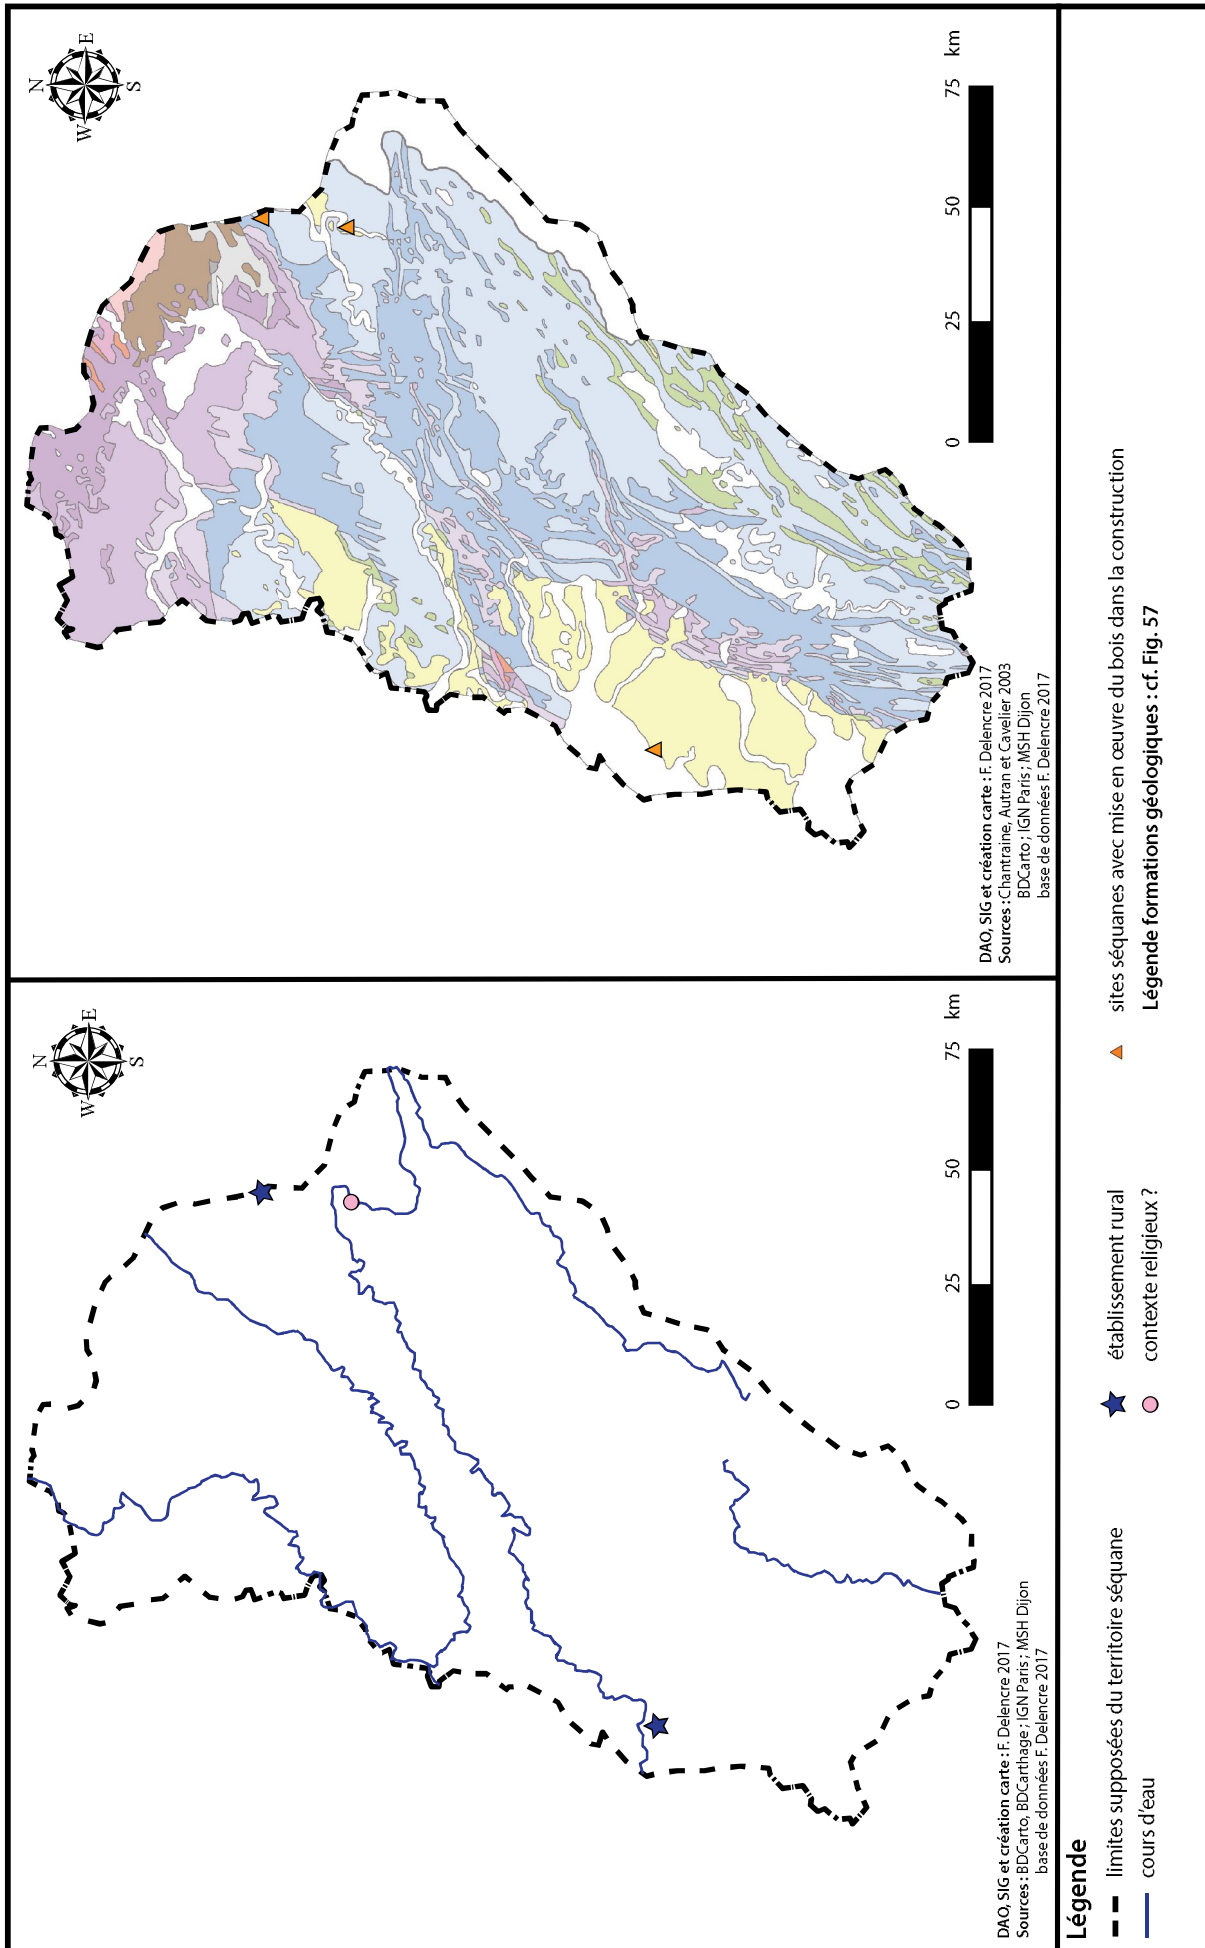 N
W
E
S
0
25
50
75
km
DAO, SIG et création carte : F. Delencre 2017
Sources : BDCarto, BDCarthage ; IGN Paris ; MSH Dijon
base de données F. Delencre 2017
N
W
E
S
0
25
50
75
km
DAO, SIG et création carte : F. Delencre 2017
Sources : Chantraine, Autran et Cavelier 2003
BDCarto ; IGN Paris ; MSH Dijon
base de données F. Delencre 2017
Légende
limites supposées du territoire séquane
cours d'eau
établissement rural
contexte religieux ?
sites séquanes avec mise en œuvre du bois dans la construction
Légende formations géologiques : cf. Fig. 57